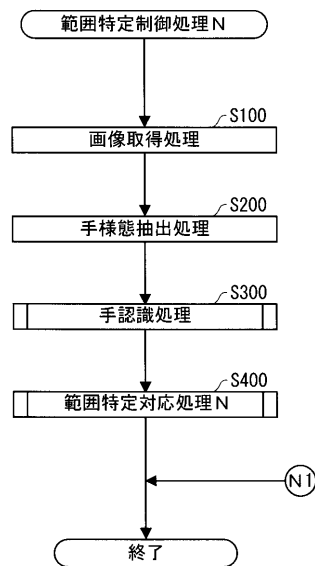 範囲特定制御処理N
S100
画像取得処理
S200
手様態抽出処理
S300
手認識処理
S400
範囲特定対応処理N
N1
終了